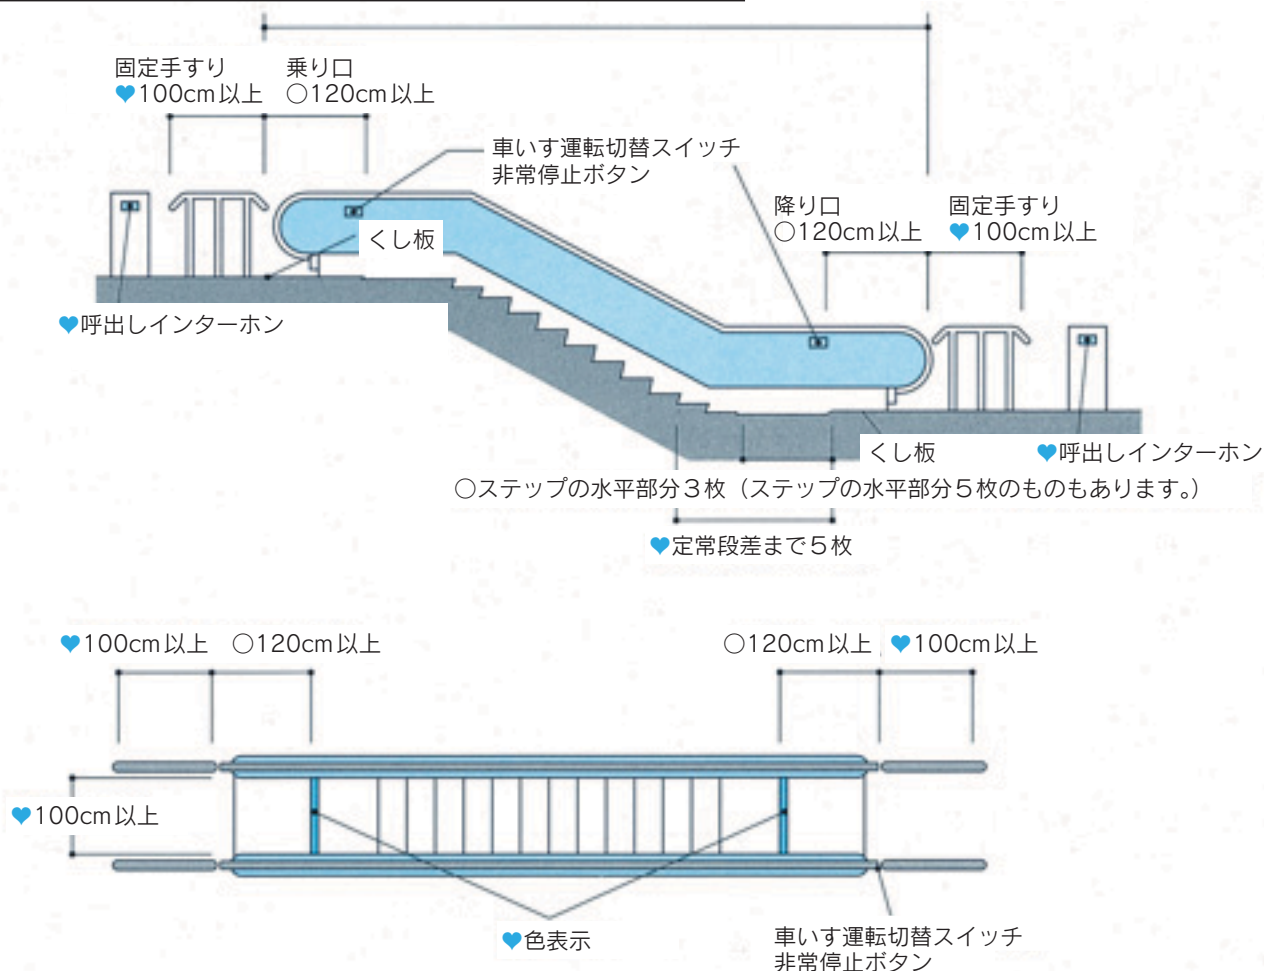 固定手すり
♥100cm以上
乗り口
○120cm以上
車いす運転切替スイッチ
非常停止ボタン
降り口
○120cm以上
固定手すり
♥100cm以上
くし板
♥呼出しインターホン
くし板
♥呼出しインターホン
○ステップの水平部分3枚（ステップの水平部分5枚のものもあります。）
♥定常段差まで5枚
♥100cm以上
○120cm以上
○120cm以上
♥100cm以上
♥100cm以上
♥色表示
車いす運転切替スイッチ
非常停止ボタン